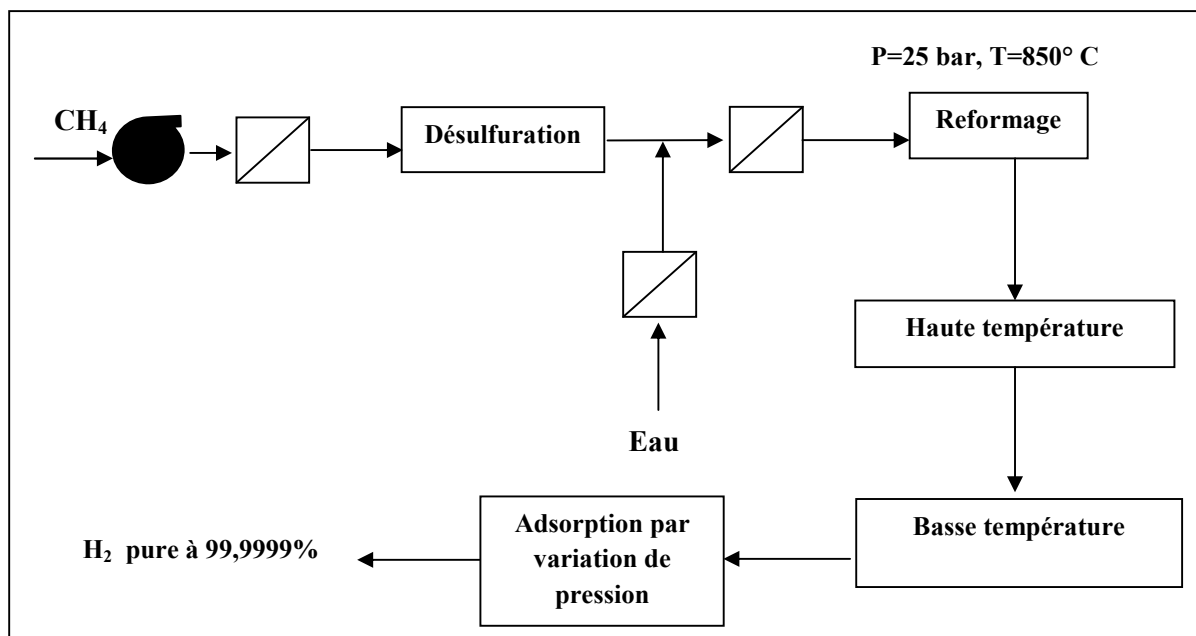 P=25 bar, T=850° C
CH₄
Désulfuration
Reformage
Haute température
Eau
Basse température
Adsorption par
variation de
pression
H₂ pure à 99,9999%